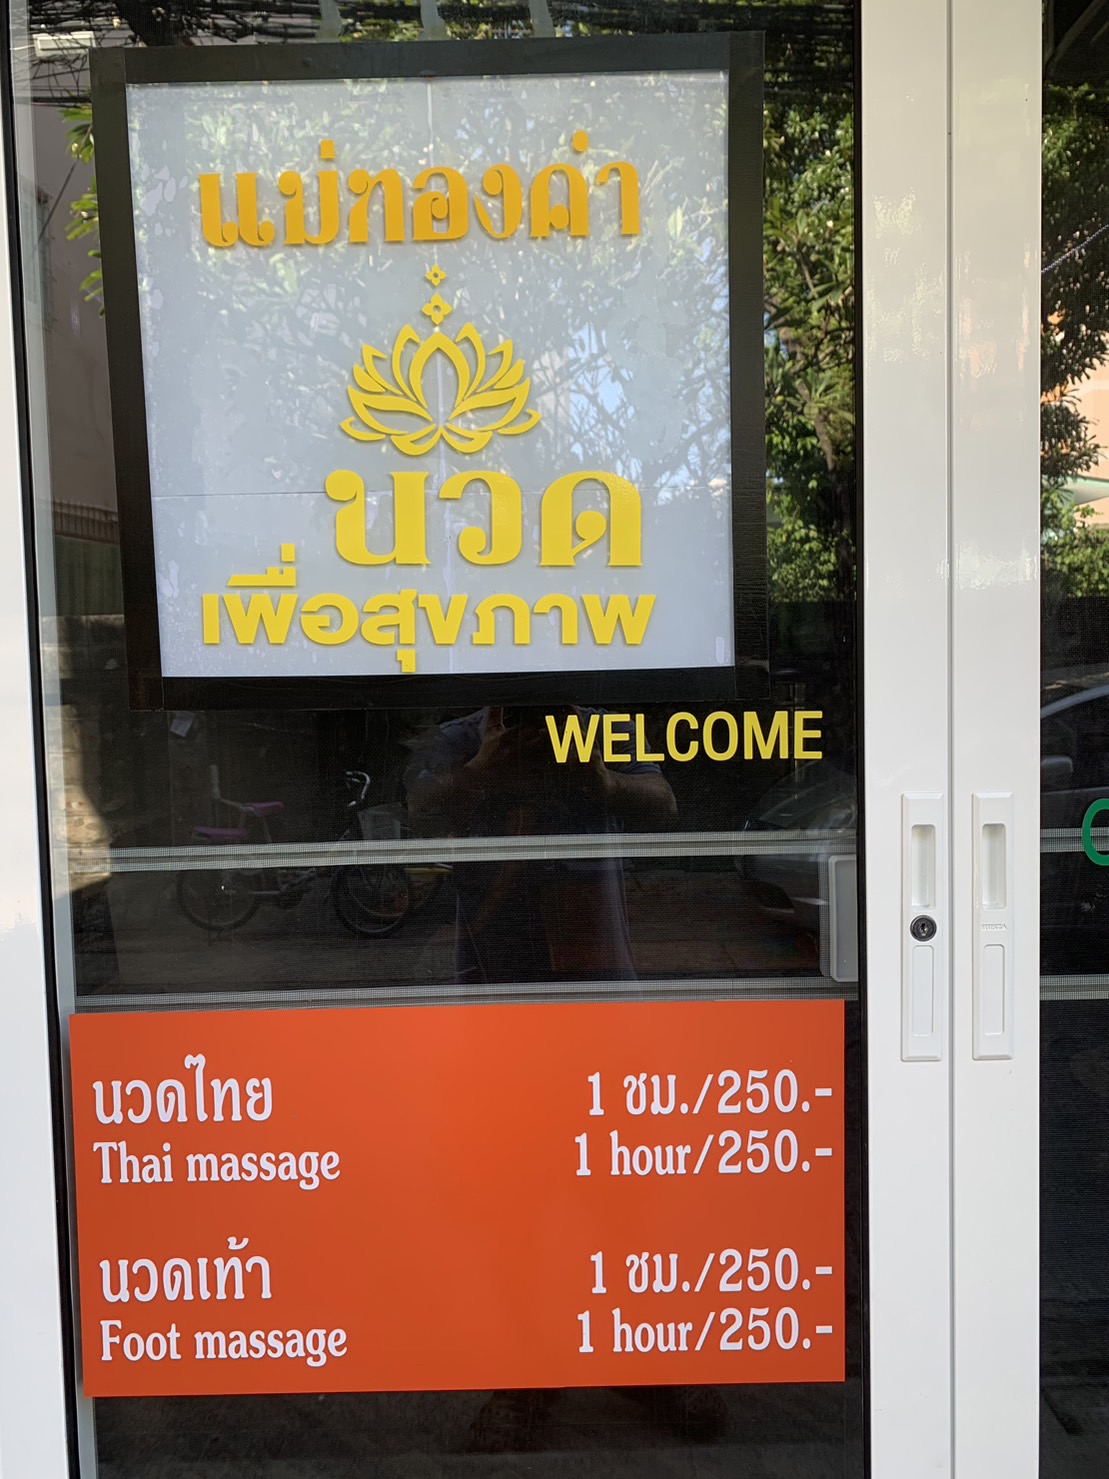 แม่ทองคำ
นวด
เพื่อสุขภาพ
WELCOME
นวดไทย 1 ชม./250.-
Thai massage 1 hour/250.-
นวดเท้า 1 ชม./250.-
Foot massage 1 hour/250.-